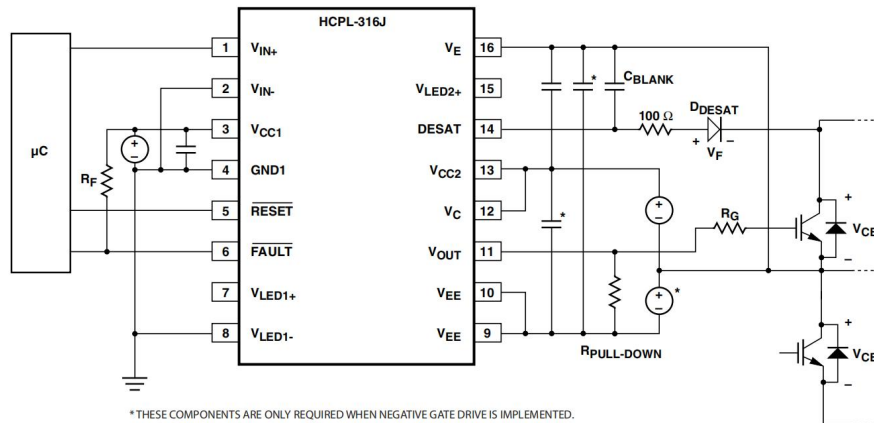 HCPL-316J
µC
1 VIN+
2 VIN-
3 VCC1
4 GND1
5 RESET
6 FAULT
7 VLED1+
8 VLED1-
VE 16
VLED2+ 15
DESAT 14
VCC2 13
VC 12
VOUT 11
VEE 10
VEE 9
RF
+
–
*
CBLANK
100 Ω
DDESAT
+ –
VF
*
+
–
RG
+
–
*
RPULL-DOWN
+
VCE
–
+
VCE
–
* THESE COMPONENTS ARE ONLY REQUIRED WHEN NEGATIVE GATE DRIVE IS IMPLEMENTED.